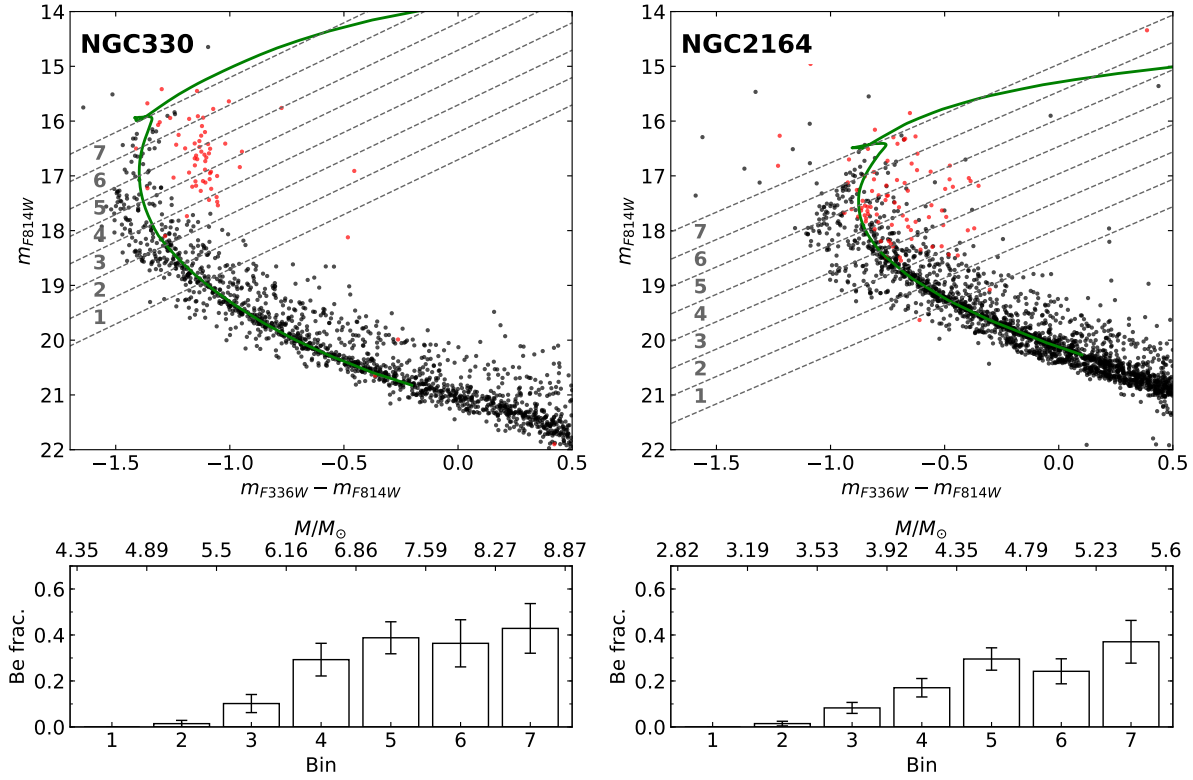 NGC330
14
15
16
17
18
19
20
21
22
m_F814W
7
6
5
4
3
2
1
−1.5 −1.0 −0.5 0.0 0.5
m_F336W − m_F814W
NGC2164
14
15
16
17
18
19
20
21
22
m_F814W
7
6
5
4
3
2
1
−1.5 −1.0 −0.5 0.0 0.5
m_F336W − m_F814W
M/M⊙
4.35 4.89 5.5 6.16 6.86 7.59 8.27 8.87
0.6
0.4
0.2
0.0
Be frac.
1 2 3 4 5 6 7
Bin
M/M⊙
2.82 3.19 3.53 3.92 4.35 4.79 5.23 5.6
0.6
0.4
0.2
0.0
Be frac.
1 2 3 4 5 6 7
Bin